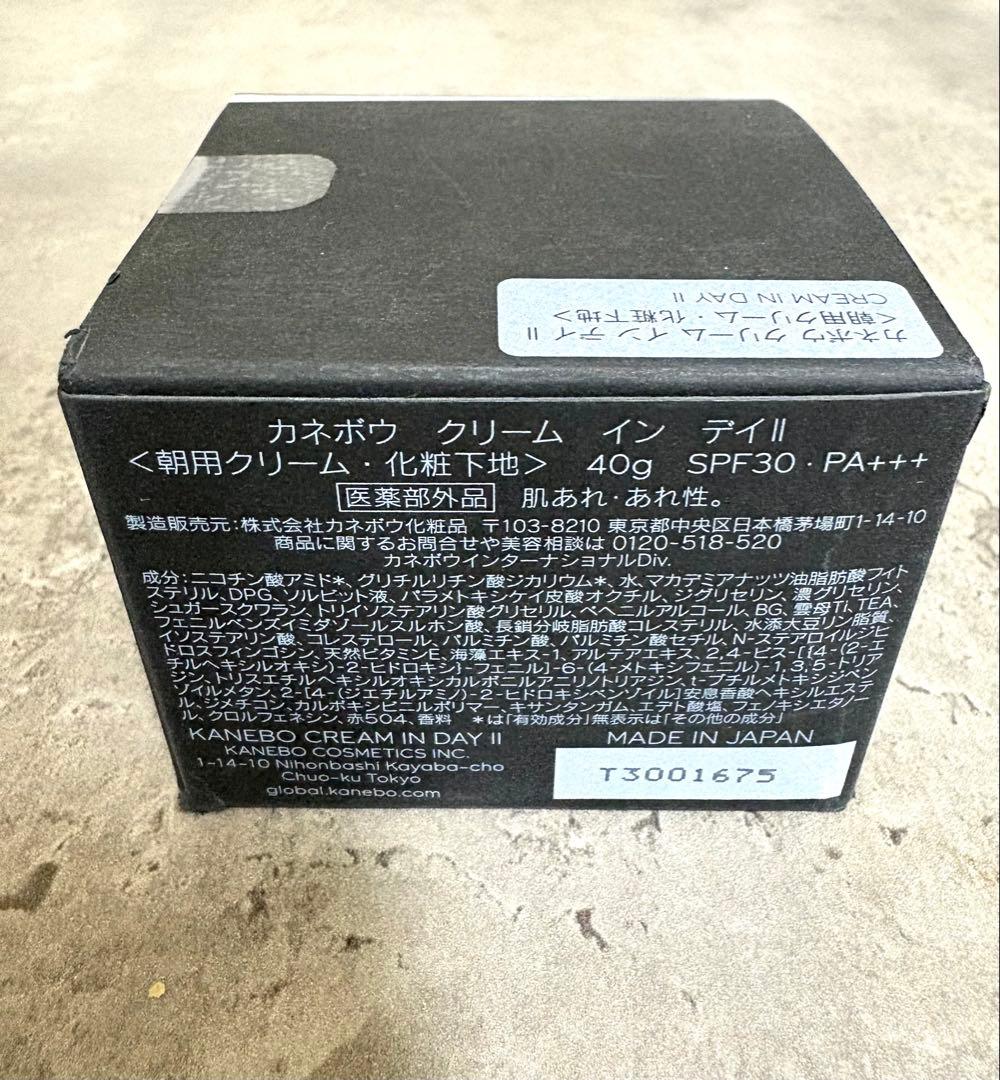 カネボウ クリーム イン デイ II
<朝用クリーム・化粧下地>
CREAM IN DAY II
カネボウ クリーム イン デイ II
<朝用クリーム・化粧下地> 40g SPF30・PA+++
医薬部外品 肌あれ・あれ性。
製造販売元:株式会社カネボウ化粧品 〒103-8210 東京都中央区日本橋茅場町1-14-10
商品に関するお問合せや美容相談は 0120-518-520
カネボウインターナショナルDiv.
成分:ニコチン酸アミド*、グリチルリチン酸ジカリウム*、水、マカデミアナッツ油脂肪酸フィト
ステリル、DPG、ソルビット液、パラメトキシケイ皮酸オクチル、ジグリセリン、濃グリセリン、
シュガースクワラン、トリイソステアリン酸グリセリル、ベヘニルアルコール、BG、雲母Ti、TEA、
フェニルベンズイミダゾールスルホン酸、長鎖分岐脂肪酸コレステリル、水添大豆リン脂質、
イソステアリン酸、コレステロール、パルミチン酸、パルミチン酸セチル、N-ステアロイルジヒ
ドロスフィンゴシン、天然ビタミンE、海藻エキス-1、アルテアエキス、2,4-ビス-[{4-(2-エ
チルヘキシルオキシ)-2-ヒドロキシ}-フェニル]-6-(4-メトキシフェニル)-1,3,5-トリア
ジン、トリスエチルヘキシルオキシカルボニルアニリノトリアジン、t-ブチルメトキシジベン
ゾイルメタン、2-[4-(ジエチルアミノ)-2-ヒドロキシベンゾイル]安息香酸ヘキシルエステ
ル、ジメチコン、カルボキシビニルポリマー、キサンタンガム、エデト酸塩、フェノキシエタノー
ル、クロルフェネシン、赤504、香料 *は「有効成分」無表示は「その他の成分」
KANEBO CREAM IN DAY II
MADE IN JAPAN
KANEBO COSMETICS INC.
1-14-10 Nihonbashi Kayaba-cho
Chuo-ku Tokyo
global.kanebo.com
T3001675